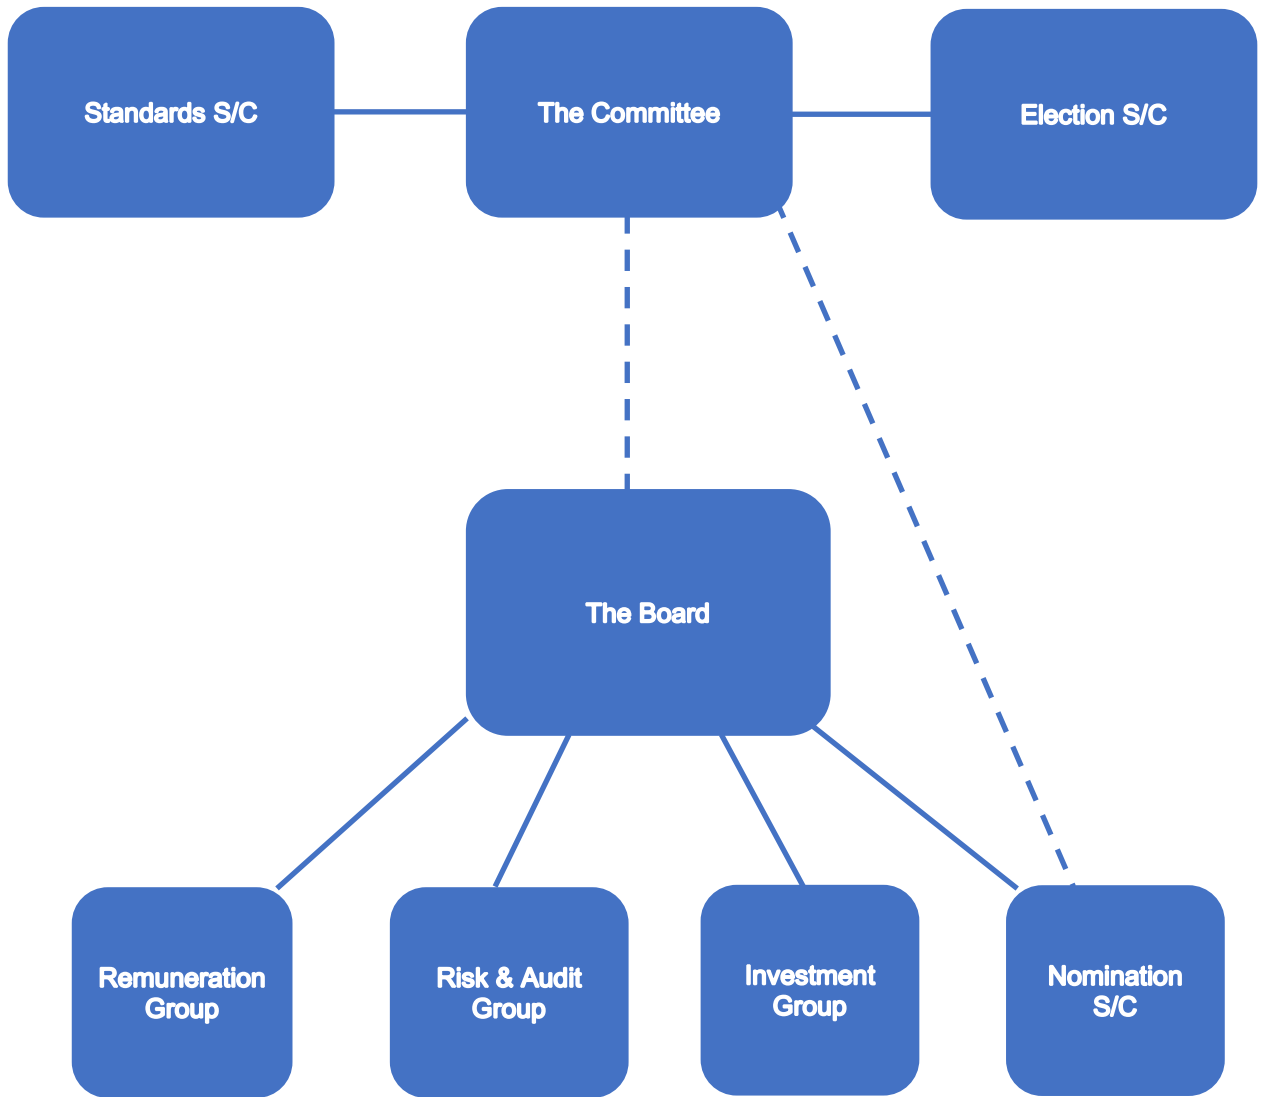 Standards S/C
The Committee
Election S/C
The Board
Remuneration
Group
Risk & Audit
Group
Investment
Group
Nomination
S/C